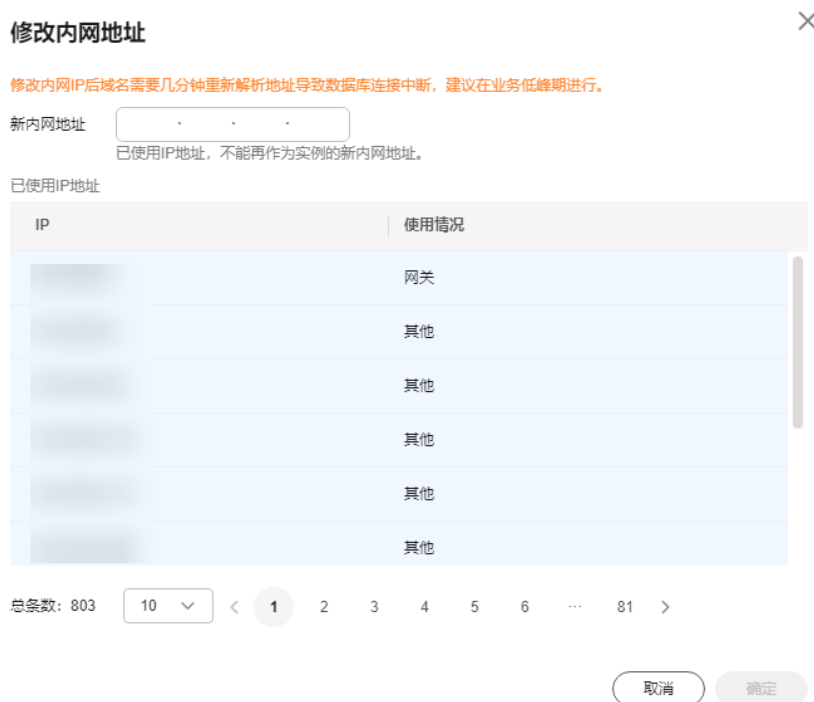 修改内网地址
修改内网IP后域名需要几分钟重新解析地址导致数据库连接中断，建议在业务低峰期进行。
新内网地址
已使用IP地址，不能再作为实例的新内网地址。
已使用IP地址
IP 使用情况
网关
其他
其他
其他
其他
其他
总条数：803 10 1 2 3 4 5 6 ... 81
取消 确定